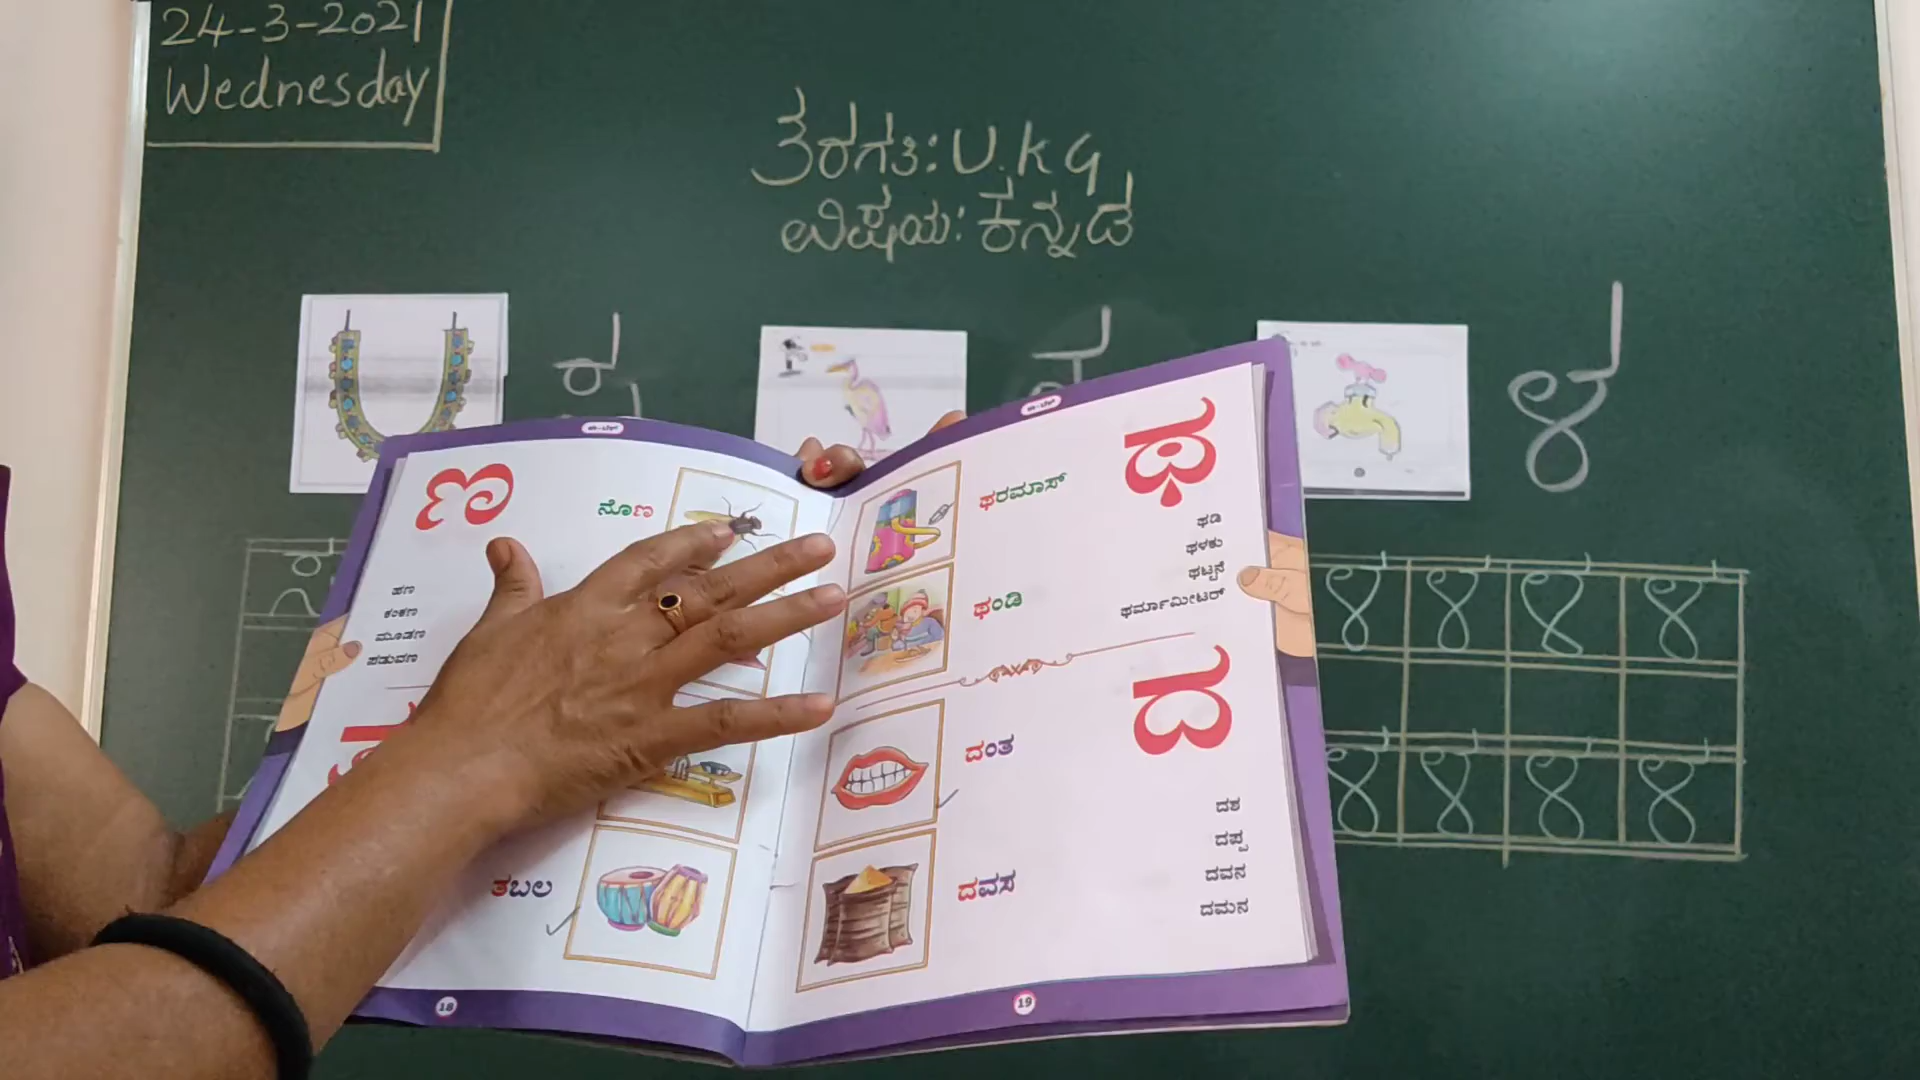 24-3-2021
Wednesday
ತರಗತಿ: U.K.G
ವಿಷಯ: ಕನ್ನಡ
ಳ
ಣ
ನೊಣ
ಹಣ
ಕಂಕಣ
ಮೂಡಣ
ಪಡುವಣ
ತಬಲ
18
ಥ
ಥರಮಾಸ್
ಥಂಡಿ
ಥಡಿ
ಥಳಕು
ಥಟ್ಟನೆ
ಥರ್ಮಾಮೀಟರ್
ದ
ದಂತ
ದವಸ
ದಶ
ದಪ್ಪ
ದವನ
ದಮನ
19
ಳ ಳ ಳ ಳ
ಳ ಳ ಳ ಳ